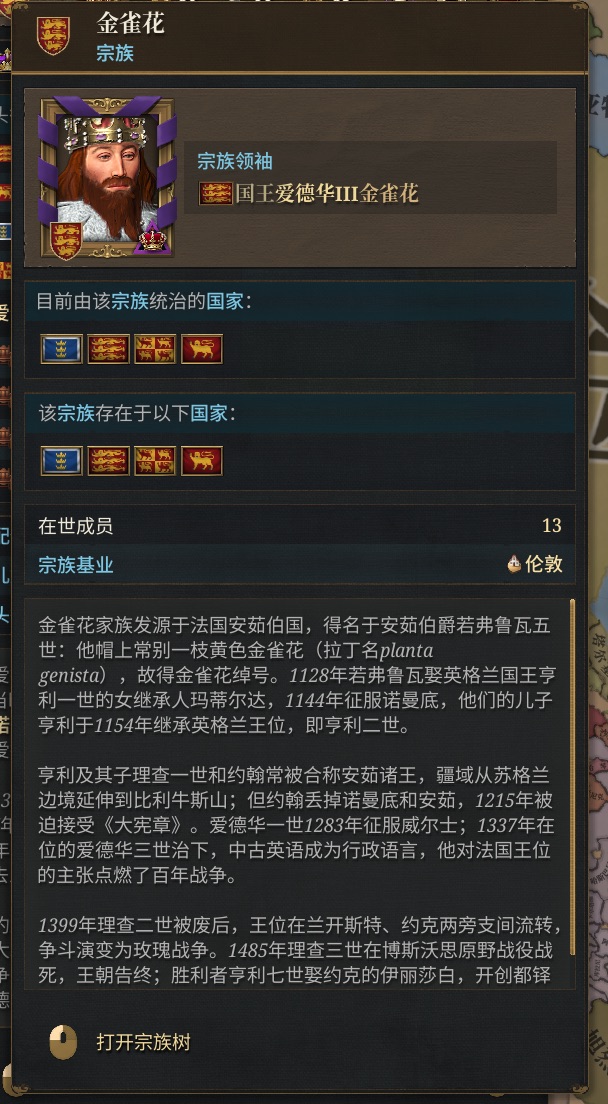 金雀花
宗族
宗族领袖
国王爱德华III金雀花
目前由该宗族统治的国家：
该宗族存在于以下国家：
在世成员 13
宗族基业 伦敦
金雀花家族发源于法国安茹伯国，得名于安茹伯爵若弗鲁瓦五
世：他帽上常别一枝黄色金雀花（拉丁名planta
genista），故得金雀花绰号。1128年若弗鲁瓦娶英格兰国王亨
利一世的女继承人玛蒂尔达，1144年征服诺曼底，他们的儿子
亨利于1154年继承英格兰王位，即亨利二世。
亨利及其子理查一世和约翰常被合称安茹诸王，疆域从苏格兰
边境延伸到比利牛斯山；但约翰丢掉诺曼底和安茹，1215年被
迫接受《大宪章》。爱德华一世1283年征服威尔士；1337年在
位的爱德华三世治下，中古英语成为行政语言，他对法国王位
的主张点燃了百年战争。
1399年理查二世被废后，王位在兰开斯特、约克两旁支间流转，
争斗演变为玫瑰战争。1485年理查三世在博斯沃思原野战役战
死，王朝告终；胜利者亨利七世娶约克的伊丽莎白，开创都铎
打开宗族树